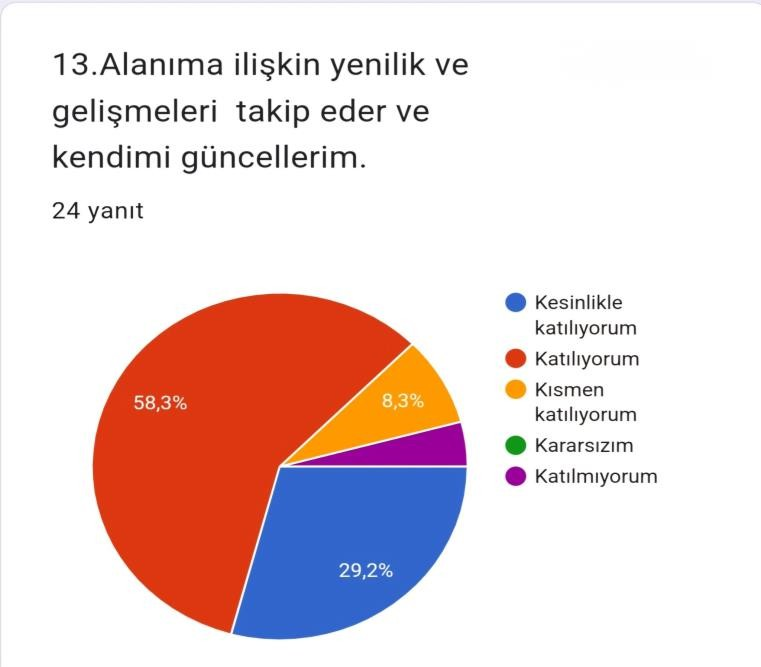 13.Alanıma ilişkin yenilik ve
gelişmeleri takip eder ve
kendimi güncellerim.
24 yanıt
58,3%
8,3%
29,2%
Kesinlikle
katılıyorum
Katılıyorum
Kısmen
katılıyorum
Kararsızım
Katılmıyorum